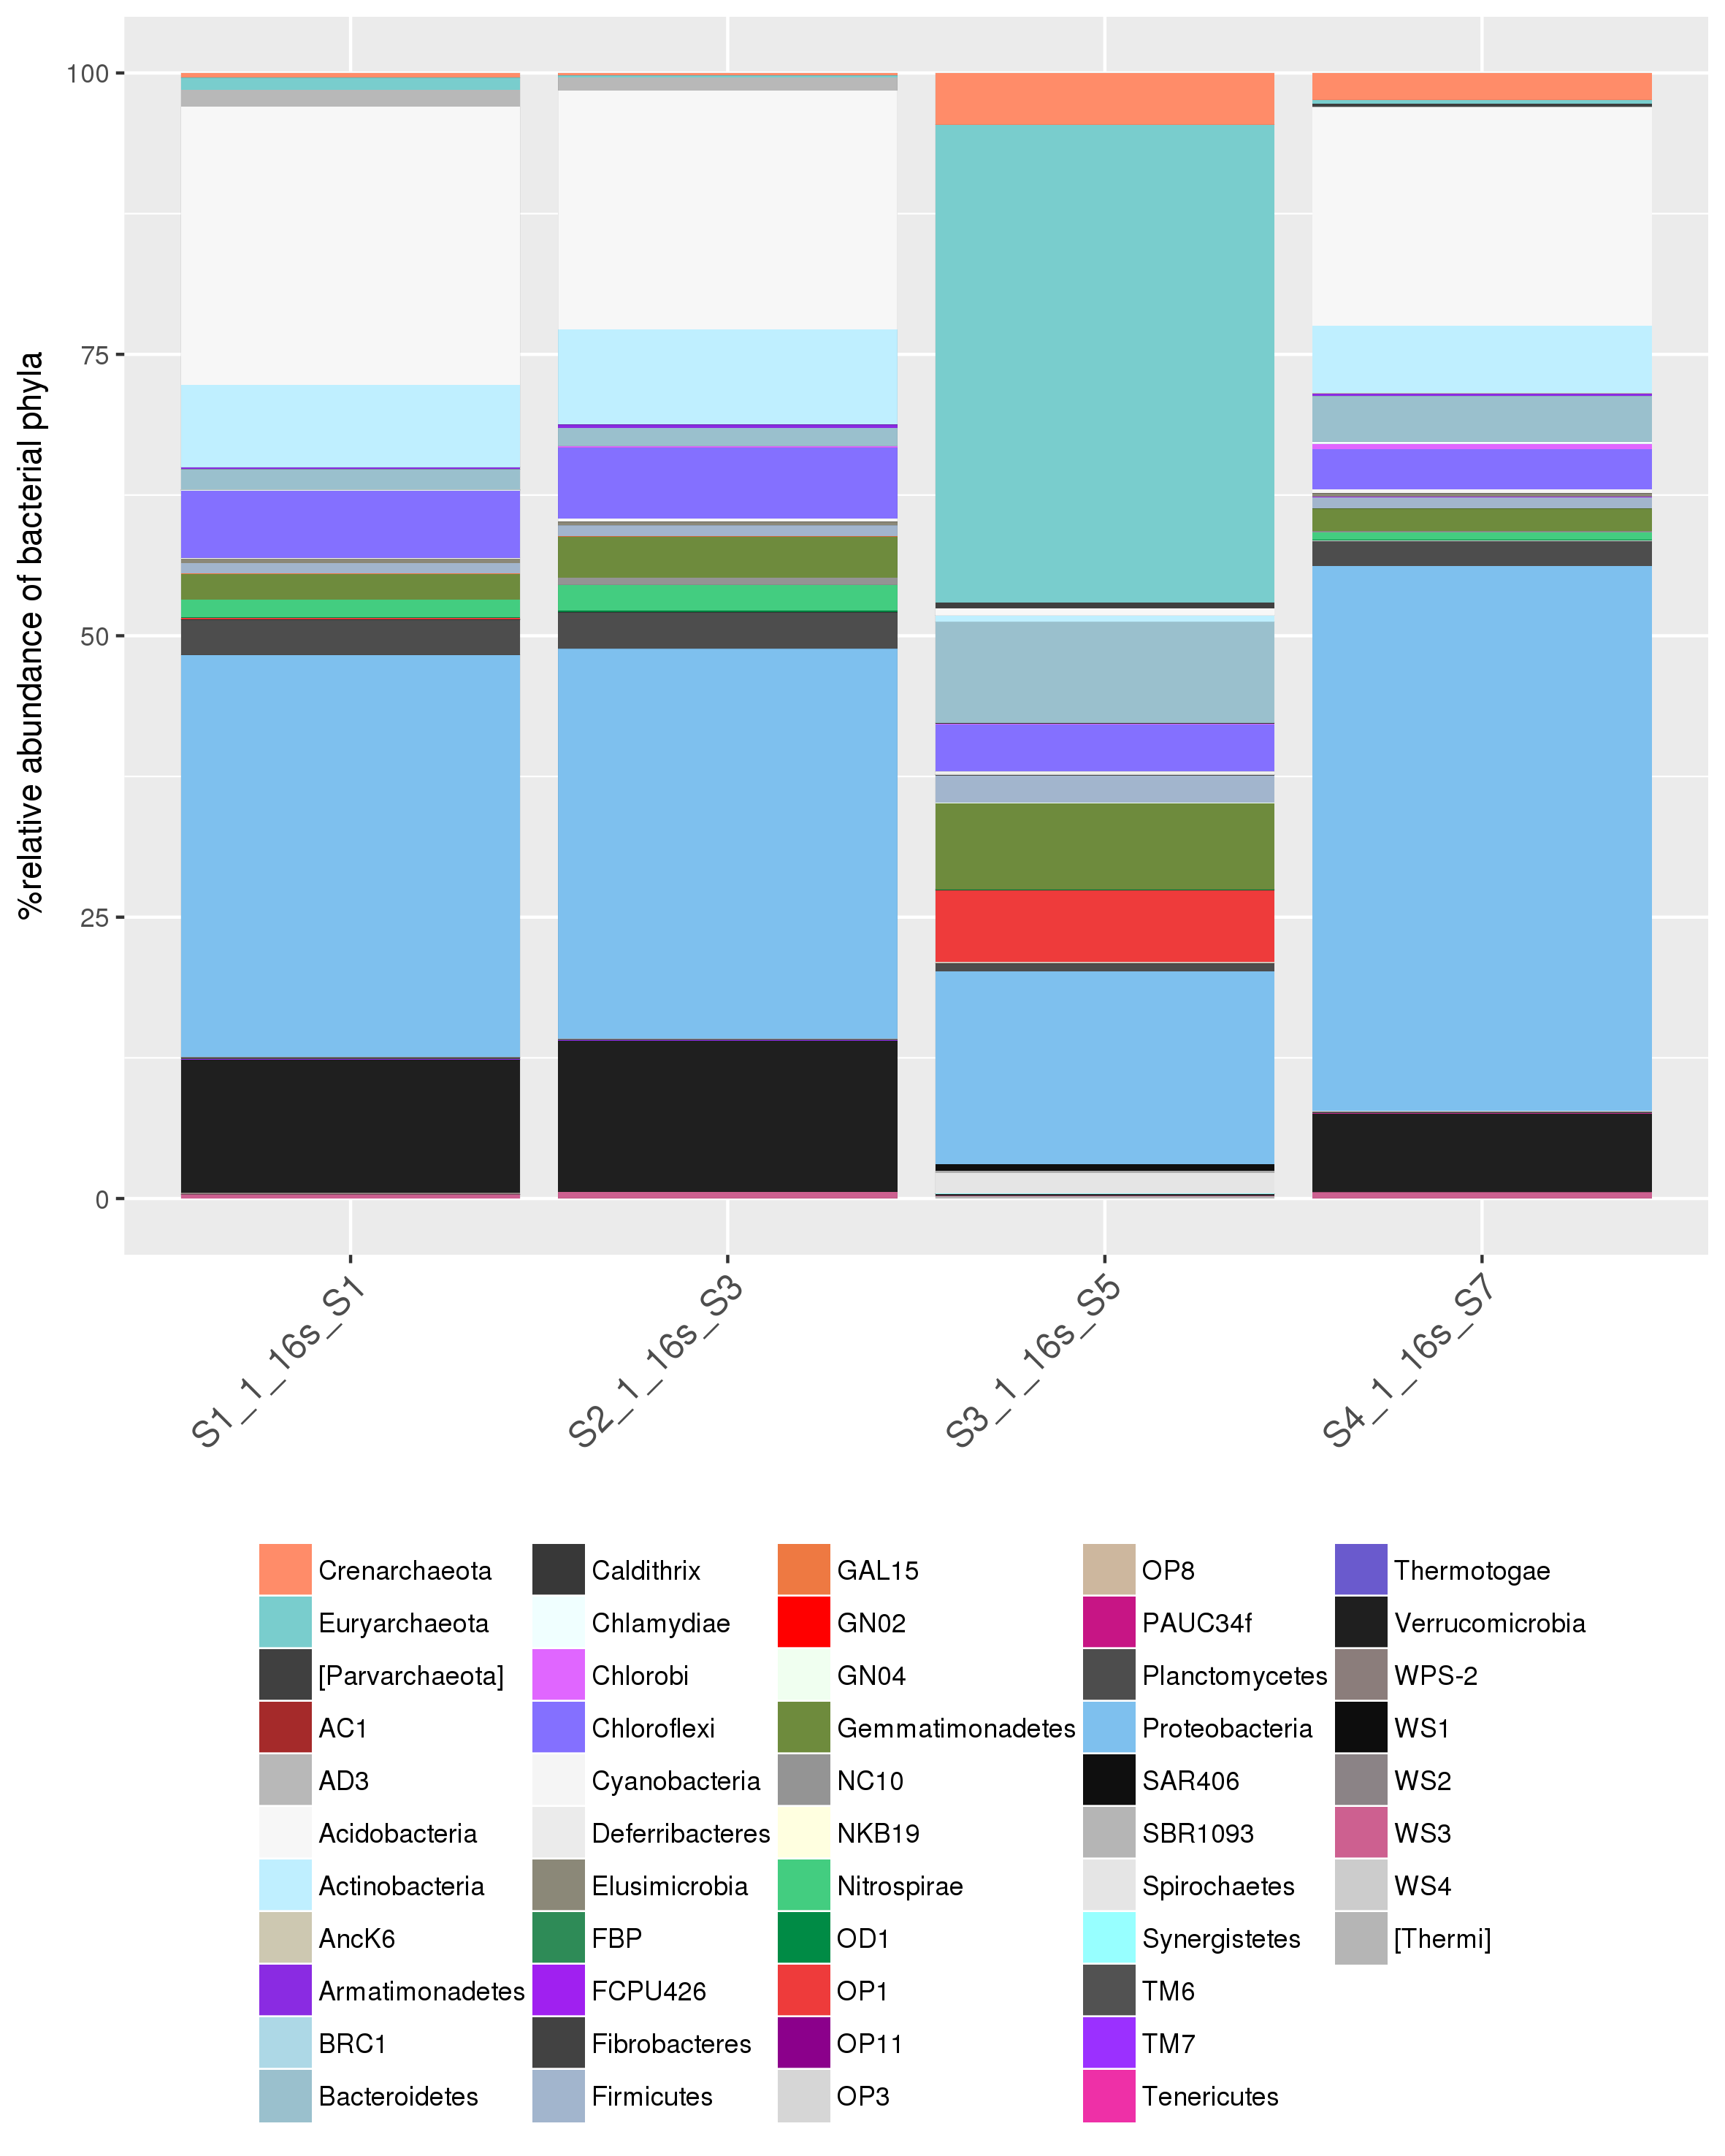 %relative abundance of bacterial phyla
100
75
50
25
0
S1_1_16s_S1
S2_1_16s_S3
S3_1_16s_S5
S4_1_16s_S7
Crenarchaeota
Euryarchaeota
[Parvarchaeota]
AC1
AD3
Acidobacteria
Actinobacteria
AncK6
Armatimonadetes
BRC1
Bacteroidetes
Caldithrix
Chlamydiae
Chlorobi
Chloroflexi
Cyanobacteria
Deferribacteres
Elusimicrobia
FBP
FCPU426
Fibrobacteres
Firmicutes
GAL15
GN02
GN04
Gemmatimonadetes
NC10
NKB19
Nitrospirae
OD1
OP1
OP11
OP3
OP8
PAUC34f
Planctomycetes
Proteobacteria
SAR406
SBR1093
Spirochaetes
Synergistetes
TM6
TM7
Tenericutes
Thermotogae
Verrucomicrobia
WPS-2
WS1
WS2
WS3
WS4
[Thermi]